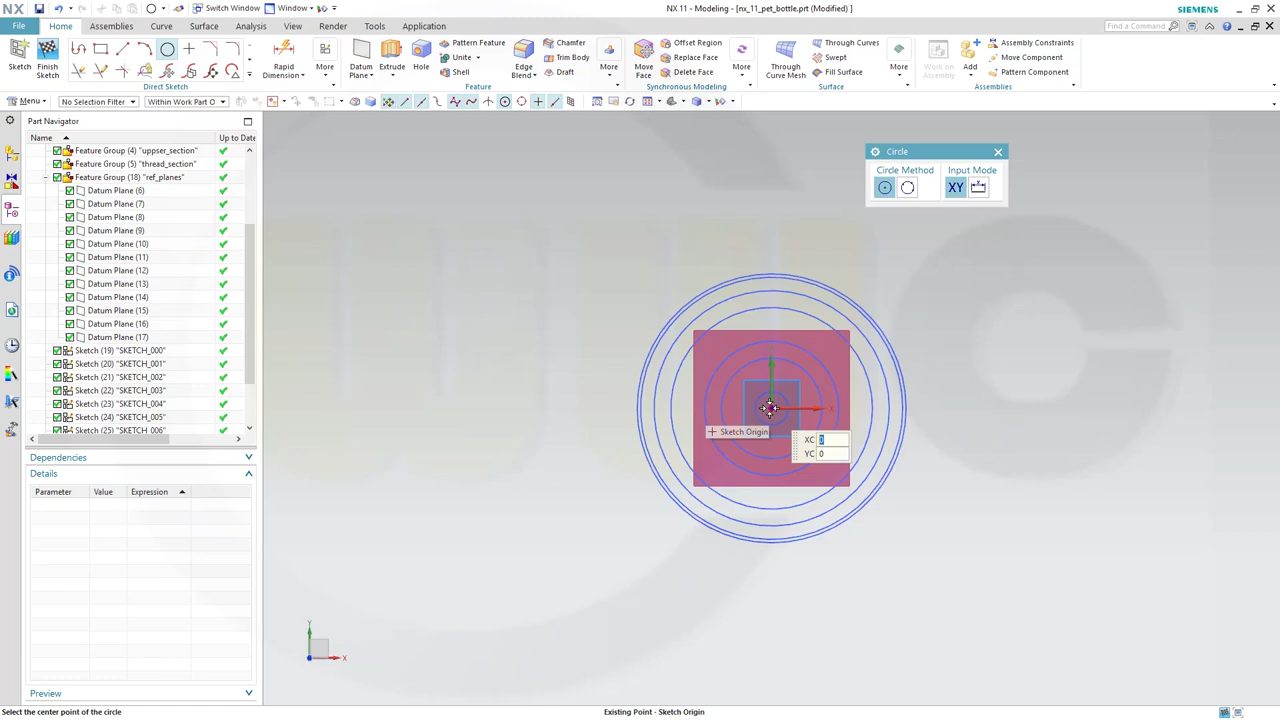 NX 11 - Modeling - [nx_11_pet_bottle.prt (Modified) ]
SIEMENS
Switch Window
Window
File
Home
Assemblies
Curve
Surface
Analysis
View
Render
Tools
Application
Find a Command
Sketch
Finish Sketch
Rapid Dimension
More
Datum Plane
Extrude
Hole
Pattern Feature
Unite
Shell
Edge Blend
Chamfer
Trim Body
Draft
More
Move Face
Offset Region
Replace Face
Delete Face
More
Through Curve Mesh
Through Curves
Swept
Fill Surface
More
Work on Assembly
Add
Assembly Constraints
Move Component
Pattern Component
Direct Sketch
Feature
Synchronous Modeling
Surface
Assemblies
Menu
No Selection Filter
Within Work Part O
Part Navigator
Name
Up to Date
Feature Group (4) "uppser_section"
Feature Group (5) "thread_section"
Feature Group (18) "ref_planes"
Datum Plane (6)
Datum Plane (7)
Datum Plane (8)
Datum Plane (9)
Datum Plane (10)
Datum Plane (11)
Datum Plane (12)
Datum Plane (13)
Datum Plane (14)
Datum Plane (15)
Datum Plane (16)
Datum Plane (17)
Sketch (19) "SKETCH_000"
Sketch (20) "SKETCH_001"
Sketch (21) "SKETCH_002"
Sketch (22) "SKETCH_003"
Sketch (23) "SKETCH_004"
Sketch (24) "SKETCH_005"
Sketch (25) "SKETCH_006"
Dependencies
Details
Parameter
Value
Expression
Preview
Circle
Circle Method
Input Mode
XY
X
Sketch Origin
XC 0
YC 0
Y
X
Select the center point of the circle
Existing Point - Sketch Origin